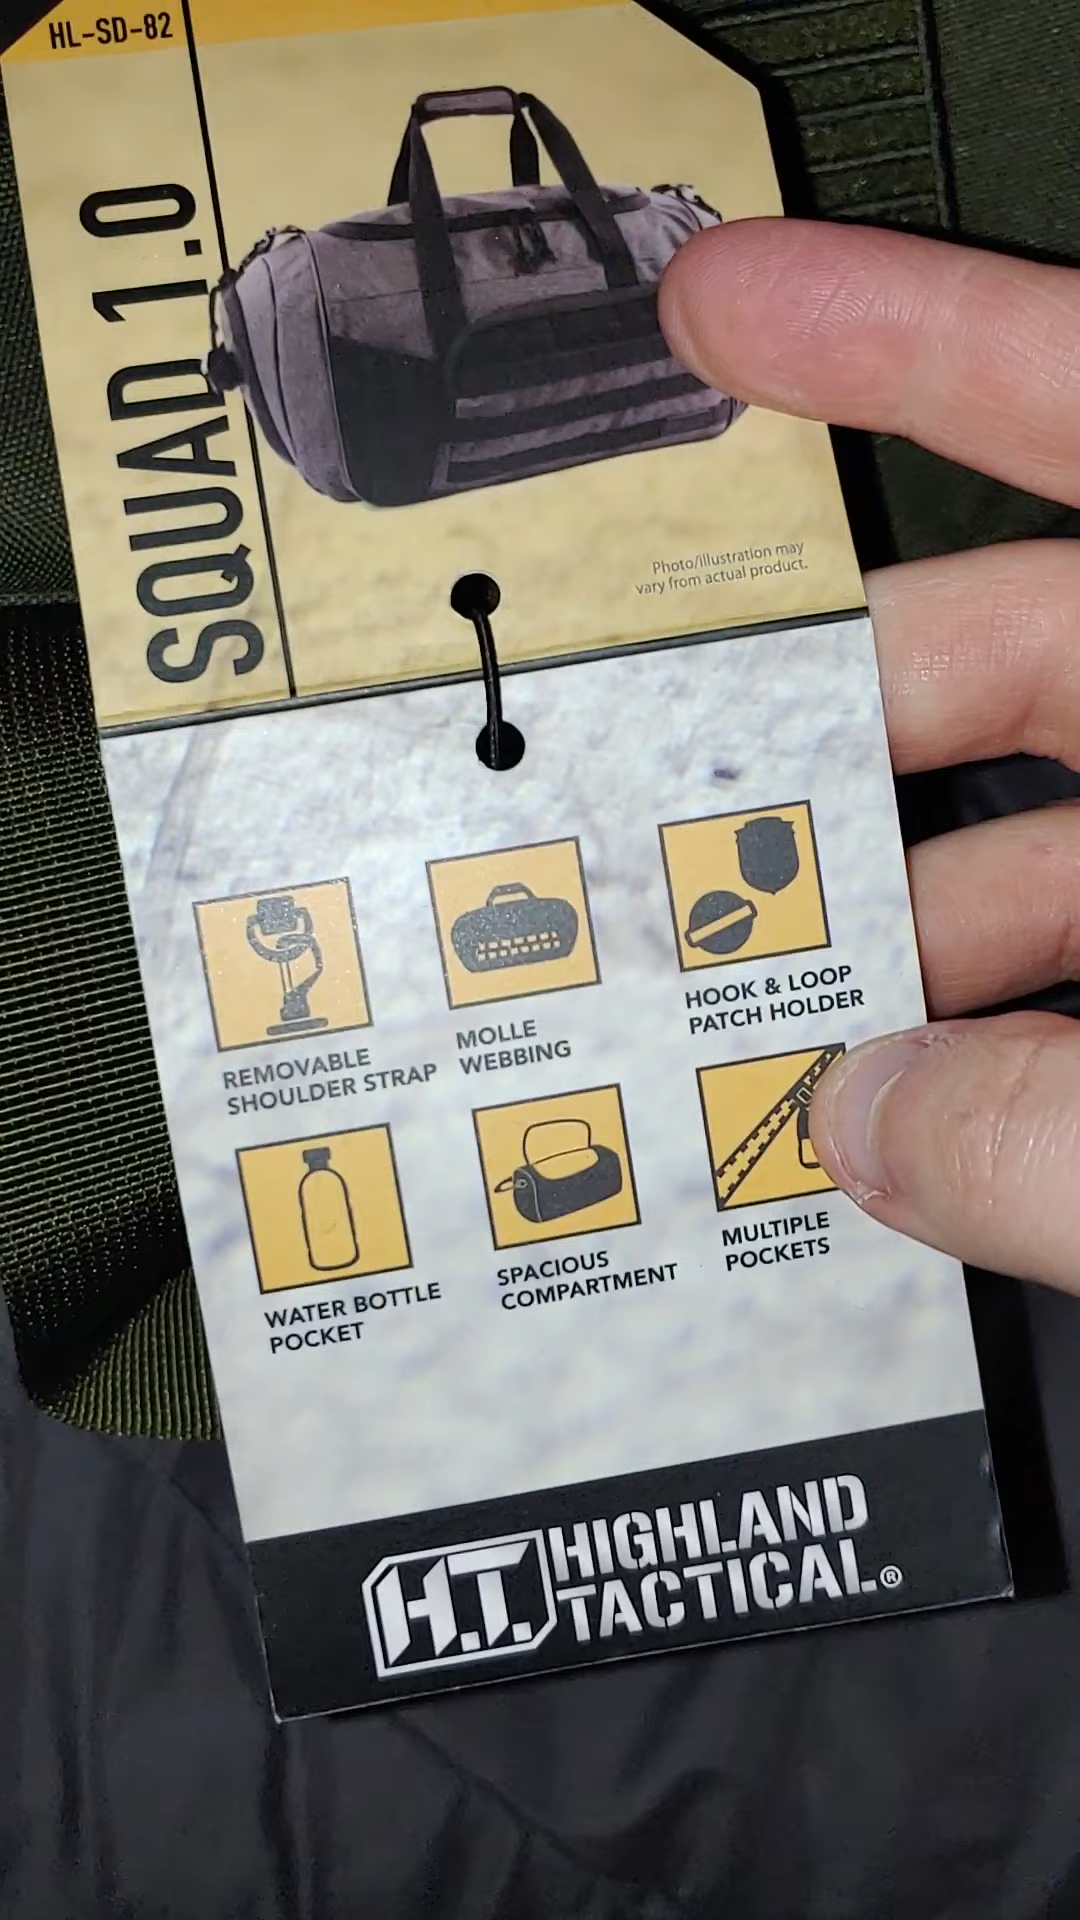 HL-SD-82
SQUAD 1.0
Photo/illustration may
vary from actual product.
REMOVABLE
SHOULDER STRAP
MOLLE
WEBBING
HOOK & LOOP
PATCH HOLDER
WATER BOTTLE
POCKET
SPACIOUS
COMPARTMENT
MULTIPLE
POCKETS
H.T. HIGHLAND
TACTICAL®